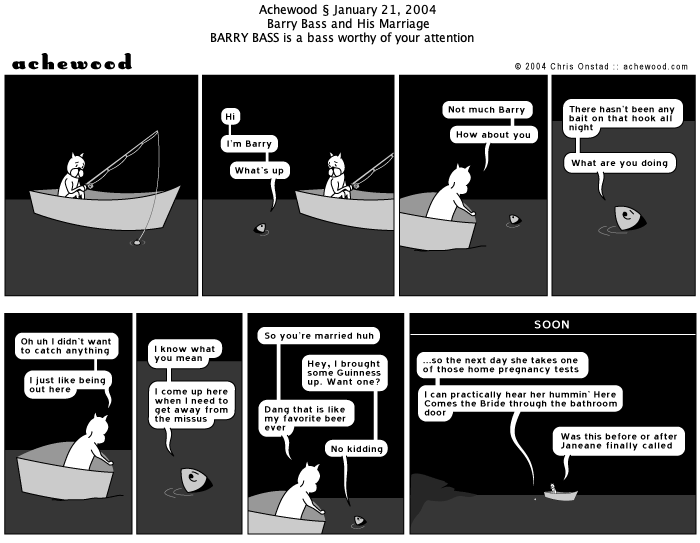 Achewood § January 21, 2004
Barry Bass and His Marriage
BARRY BASS is a bass worthy of your attention
achewood
© 2004 Chris Onstad :: achewood.com
Hi
I'm Barry
What's up
Not much Barry
How about you
There hasn't been any
bait on that hook all
night
What are you doing
Oh uh I didn't want
to catch anything
I just like being
out here
I know what
you mean
I come up here
when I need to
get away from
the missus
So you're married huh
Hey, I brought
some Guinness
up. Want one?
Dang that is like
my favorite beer
ever
No kidding
SOON
...so the next day she takes one
of those home pregnancy tests
I can practically hear her hummin' Here
Comes the Bride through the bathroom
door
Was this before or after
Janeane finally called